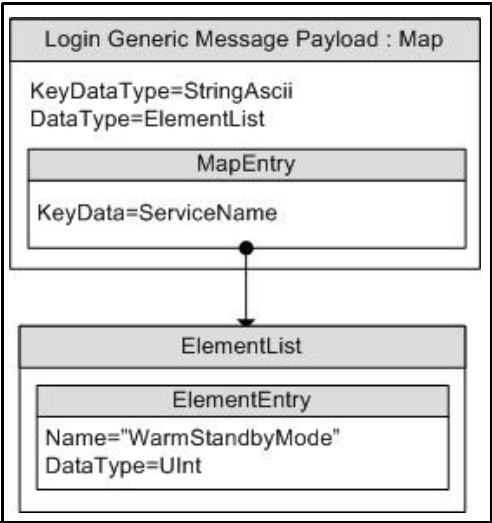 Login Generic Message Payload : Map
KeyDataType=StringAscii
DataType=ElementList
MapEntry
KeyData=ServiceName
ElementList
ElementEntry
Name="WarmStandbyMode"
DataType=UInt